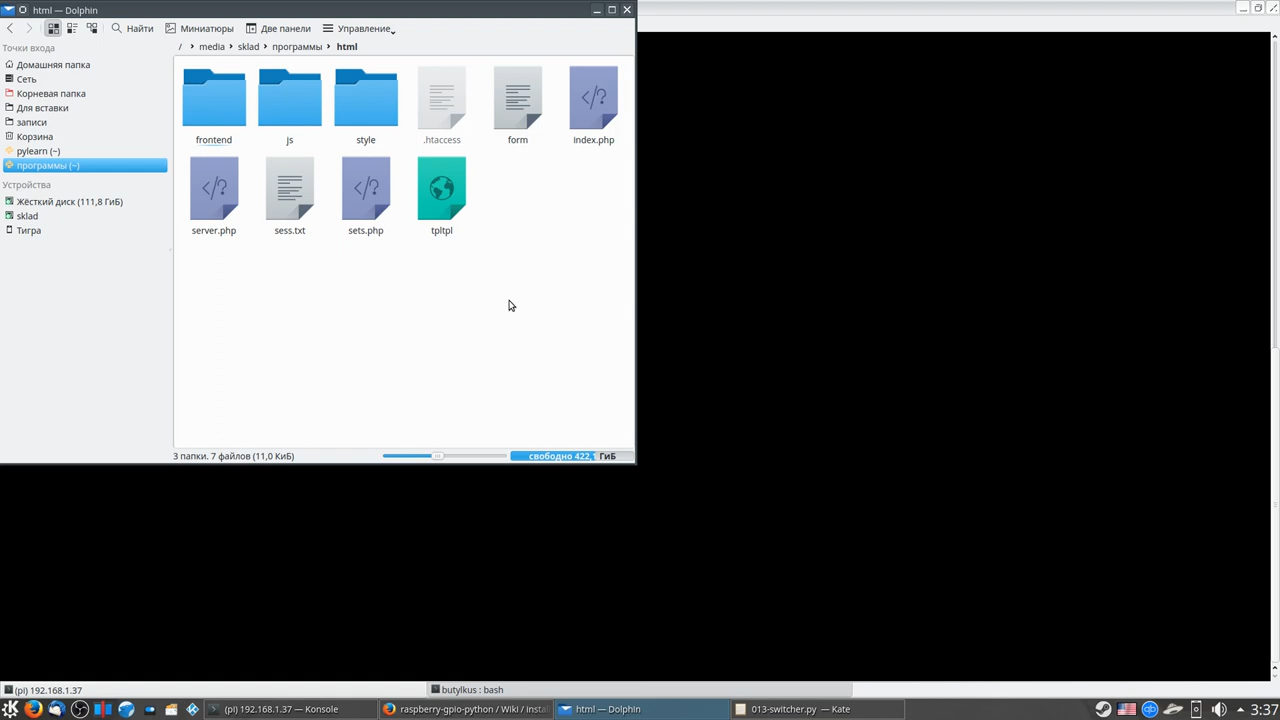 html — Dolphin
Найти
Миниатюры
Две панели
Управление
Точки входа
/ > media > sklad > программы > html
Домашняя папка
Сеть
Корневая папка
Для вставки
записи
Корзина
pylearn (~)
программы (~)
Устройства
Жёсткий диск (111,8 ГиБ)
sklad
Тигра
frontend
js
style
.htaccess
form
index.php
server.php
sess.txt
sets.php
tpltpl
3 папки. 7 файлов (11,0 КиБ)
свободно 422, ГиБ
(pi) 192.168.1.37
butylkus : bash
(pi) 192.168.1.37 — Konsole
raspberry-gpio-python / Wiki / instal
html — Dolphin
013-switcher.py — Kate
3:37